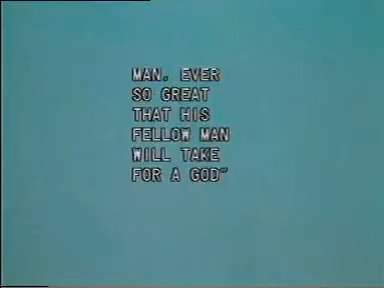 MAN. EVER
SO GREAT
THAT HIS
FELLOW MAN
WILL TAKE
FOR A GOD"